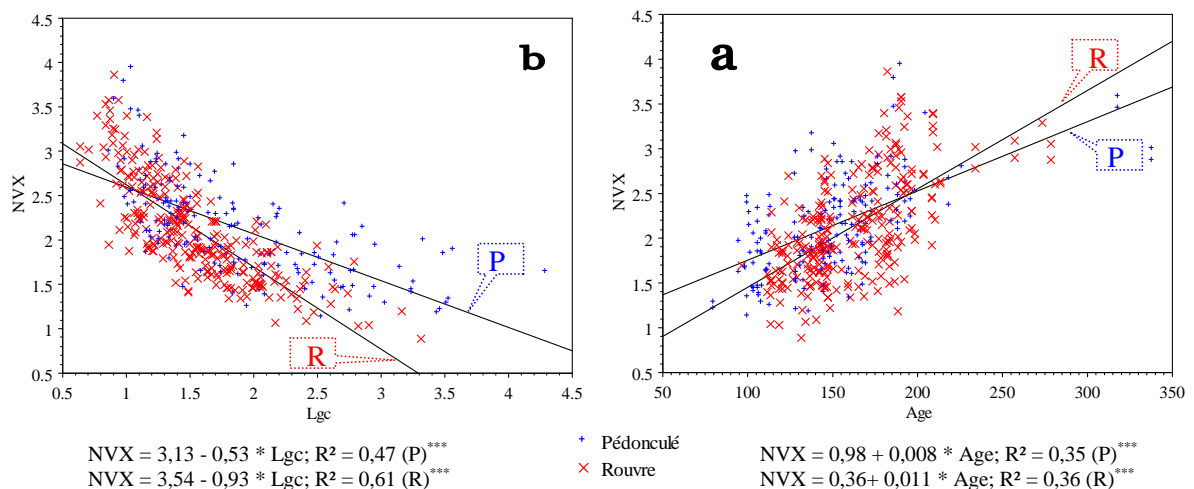 4.5
4
3.5
3
2.5
2
1.5
1
0.5
NVX
0.5 1 1.5 2 2.5 3 3.5 4 4.5
Lgc
b
P
R
4.5
4
3.5
3
2.5
2
1.5
1
0.5
NVX
50 100 150 200 250 300 350
Age
a
R
P
NVX = 3,13 - 0,53 * Lgc; R² = 0,47 (P)***
NVX = 3,54 - 0,93 * Lgc; R² = 0,61 (R)***
+ Pédonculé
× Rouvre
NVX = 0,98 + 0,008 * Age; R² = 0,35 (P)***
NVX = 0,36+ 0,011 * Age; R² = 0,36 (R)***